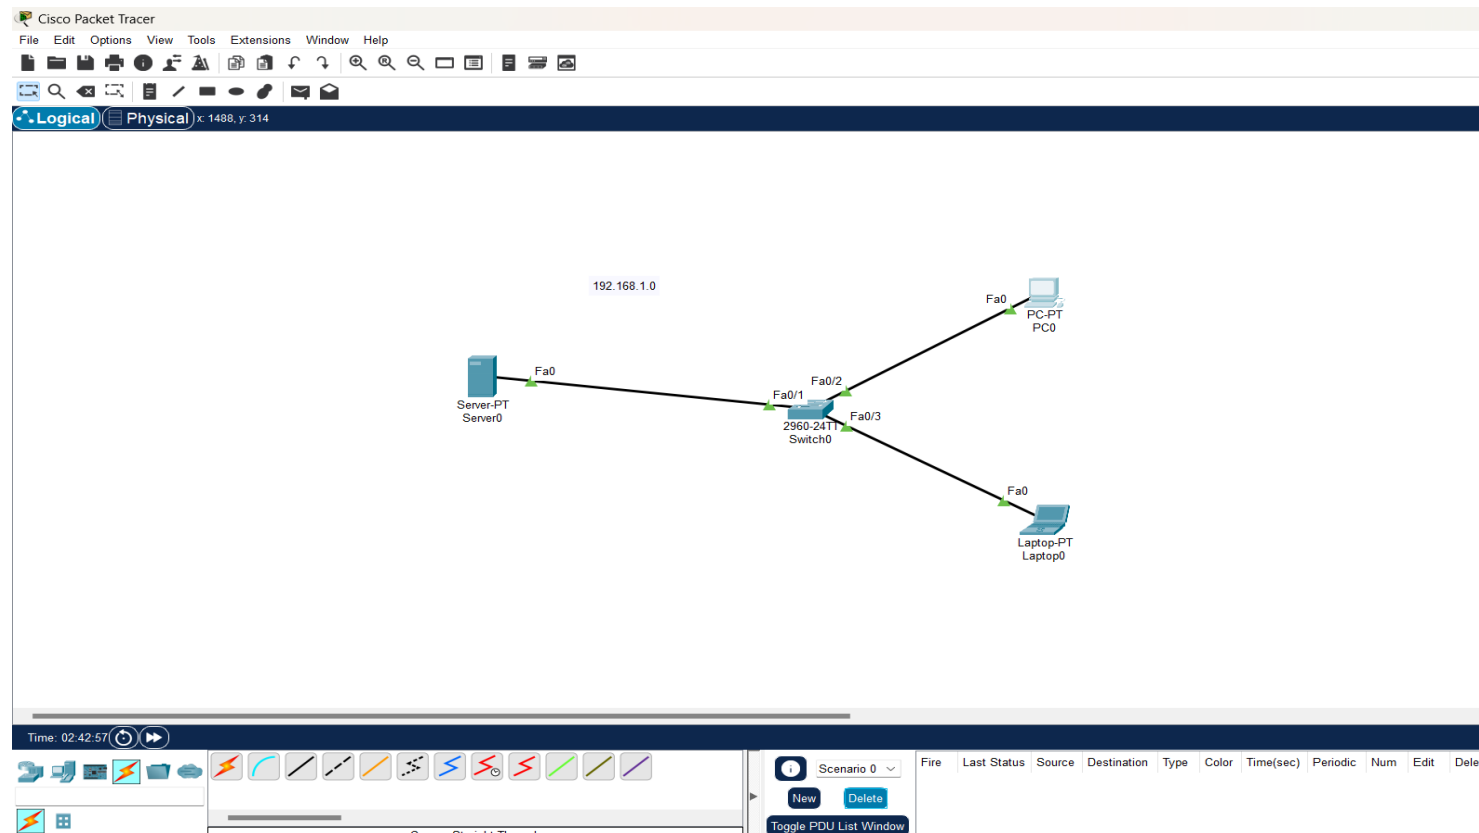 Cisco Packet Tracer
File Edit Options View Tools Extensions Window Help
Logical Physical x: 1488, y: 314
192.168.1.0
Fa0
PC-PT
PC0
Fa0
Server-PT
Server0
Fa0/2
Fa0/1
Fa0/3
2960-24TT
Switch0
Fa0
Laptop-PT
Laptop0
Time: 02:42:57
Scenario 0
Fire Last Status Source Destination Type Color Time(sec) Periodic Num Edit Dele
New Delete
Toggle PDU List Window